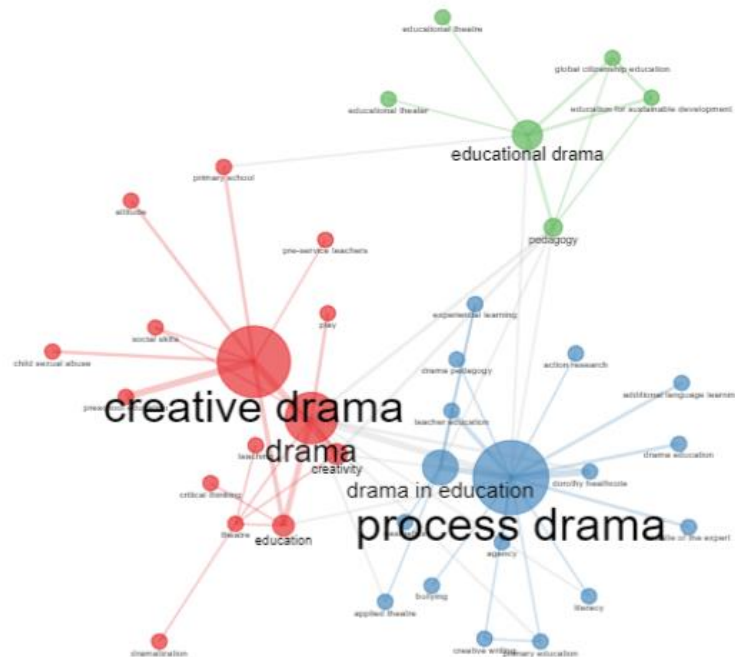 educational theatre
global citizenship education
educational theater
education for sustainable development
educational drama
primary school
attitude
pre-service teachers
pedagogy
experiential learning
play
social skills
child sexual abuse
drama pedagogy
action research
additional language learning
creative drama
teacher education
drama
drama education
creativity
dorothy heathcote
critical thinking
drama in education
process drama
theatre
education
agency
bullying
applied theatre
literacy
creative writing
primary education
dramatization